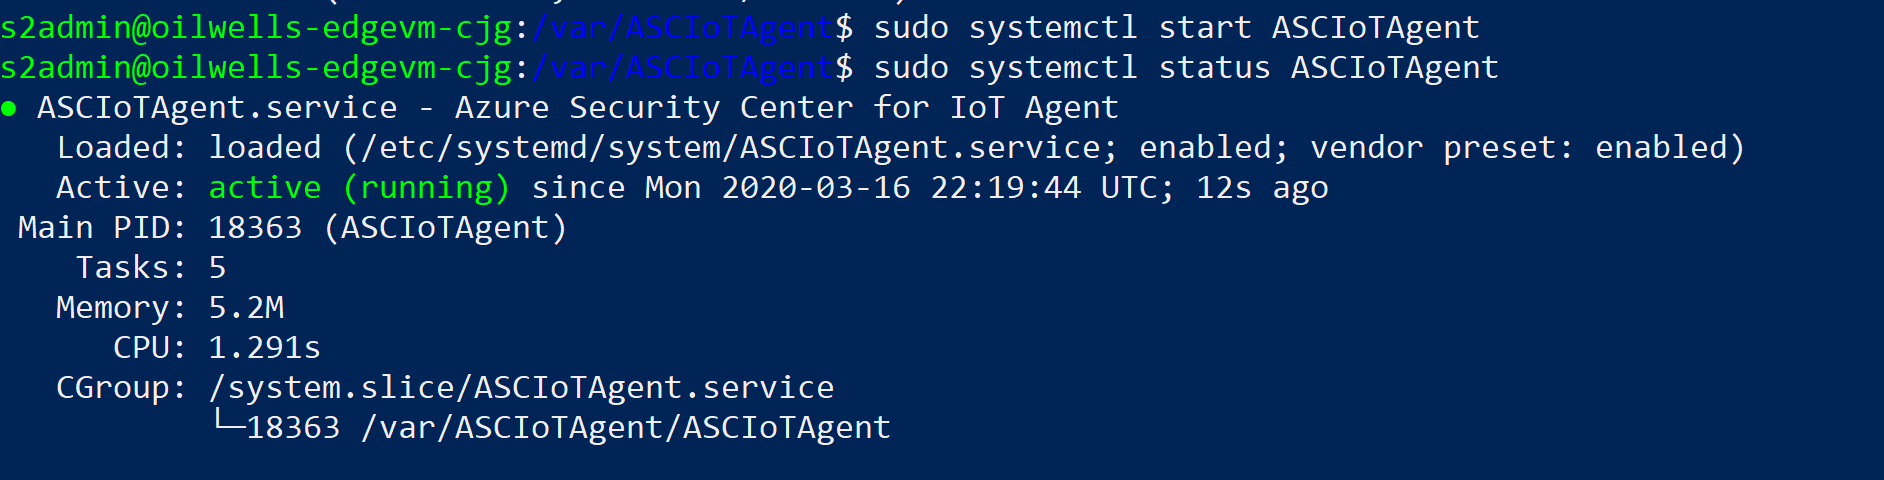 s2admin@oilwells-edgevm-cjg:/var/ASCIoTAgent$ sudo systemctl start ASCIoTAgent
s2admin@oilwells-edgevm-cjg:/var/ASCIoTAgent$ sudo systemctl status ASCIoTAgent
● ASCIoTAgent.service - Azure Security Center for IoT Agent
   Loaded: loaded (/etc/systemd/system/ASCIoTAgent.service; enabled; vendor preset: enabled)
   Active: active (running) since Mon 2020-03-16 22:19:44 UTC; 12s ago
 Main PID: 18363 (ASCIoTAgent)
    Tasks: 5
   Memory: 5.2M
      CPU: 1.291s
   CGroup: /system.slice/ASCIoTAgent.service
           └─18363 /var/ASCIoTAgent/ASCIoTAgent